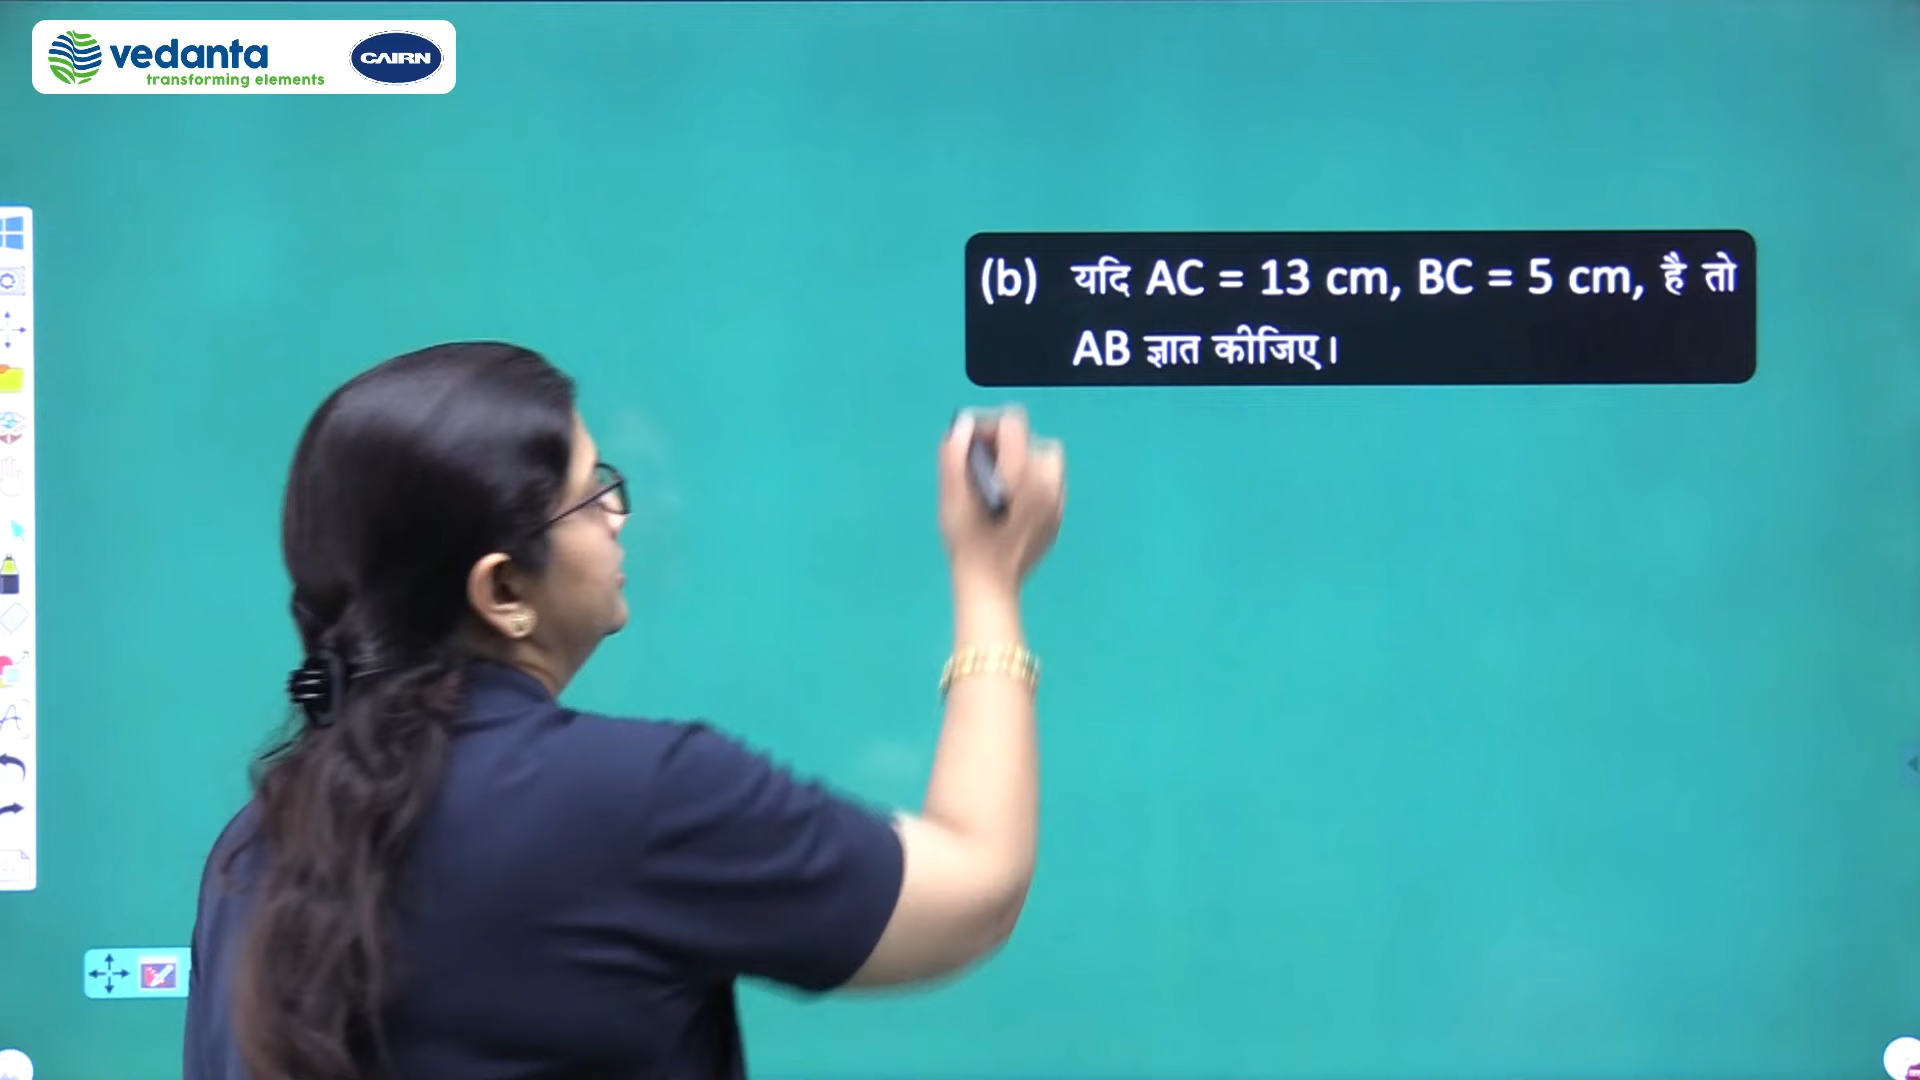 vedanta
transforming elements
CAIRN
(b) यदि AC = 13 cm, BC = 5 cm, है तो
AB ज्ञात कीजिए।